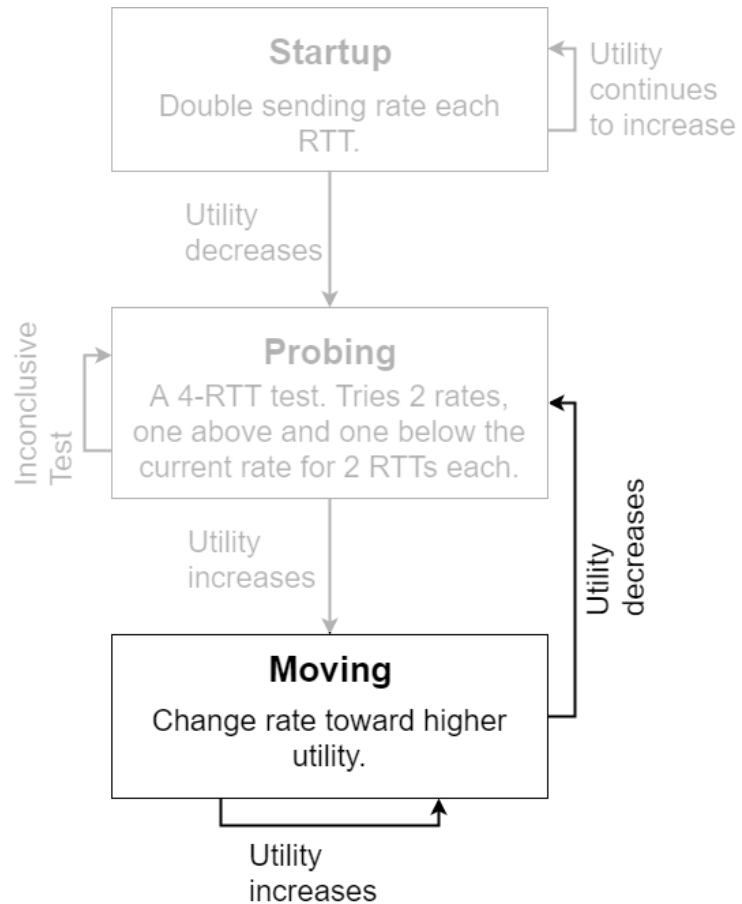 Startup
Double sending rate each
RTT.
Utility
continues
to increase
Utility
decreases
Probing
A 4-RTT test. Tries 2 rates,
one above and one below the
current rate for 2 RTTs each.
Inconclusive
Test
Utility
increases
Utility
decreases
Moving
Change rate toward higher
utility.
Utility
increases